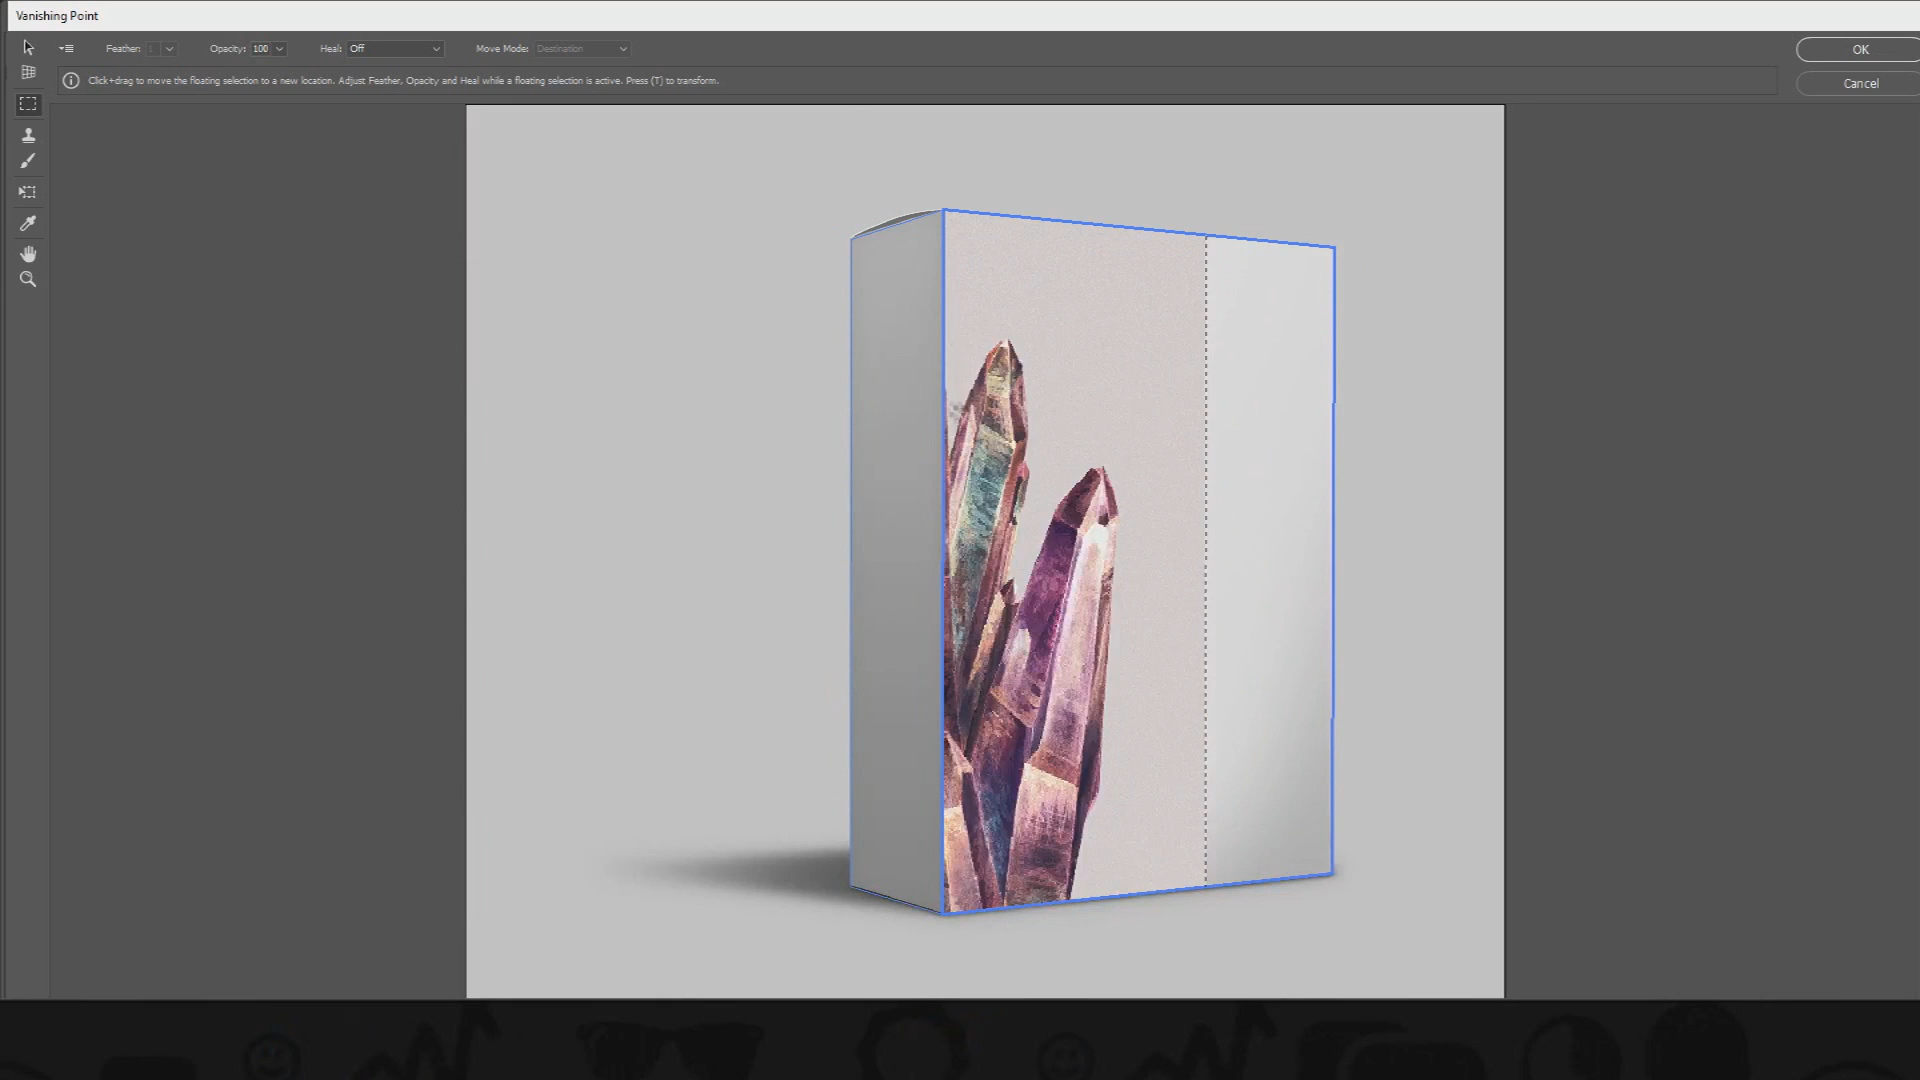 Vanishing Point
Feather: 1 Opacity: 100 Heal: Off Move Mode: Destination
OK
Click+drag to move the floating selection to a new location. Adjust Feather, Opacity and Heal while a floating selection is active. Press (T) to transform.
Cancel